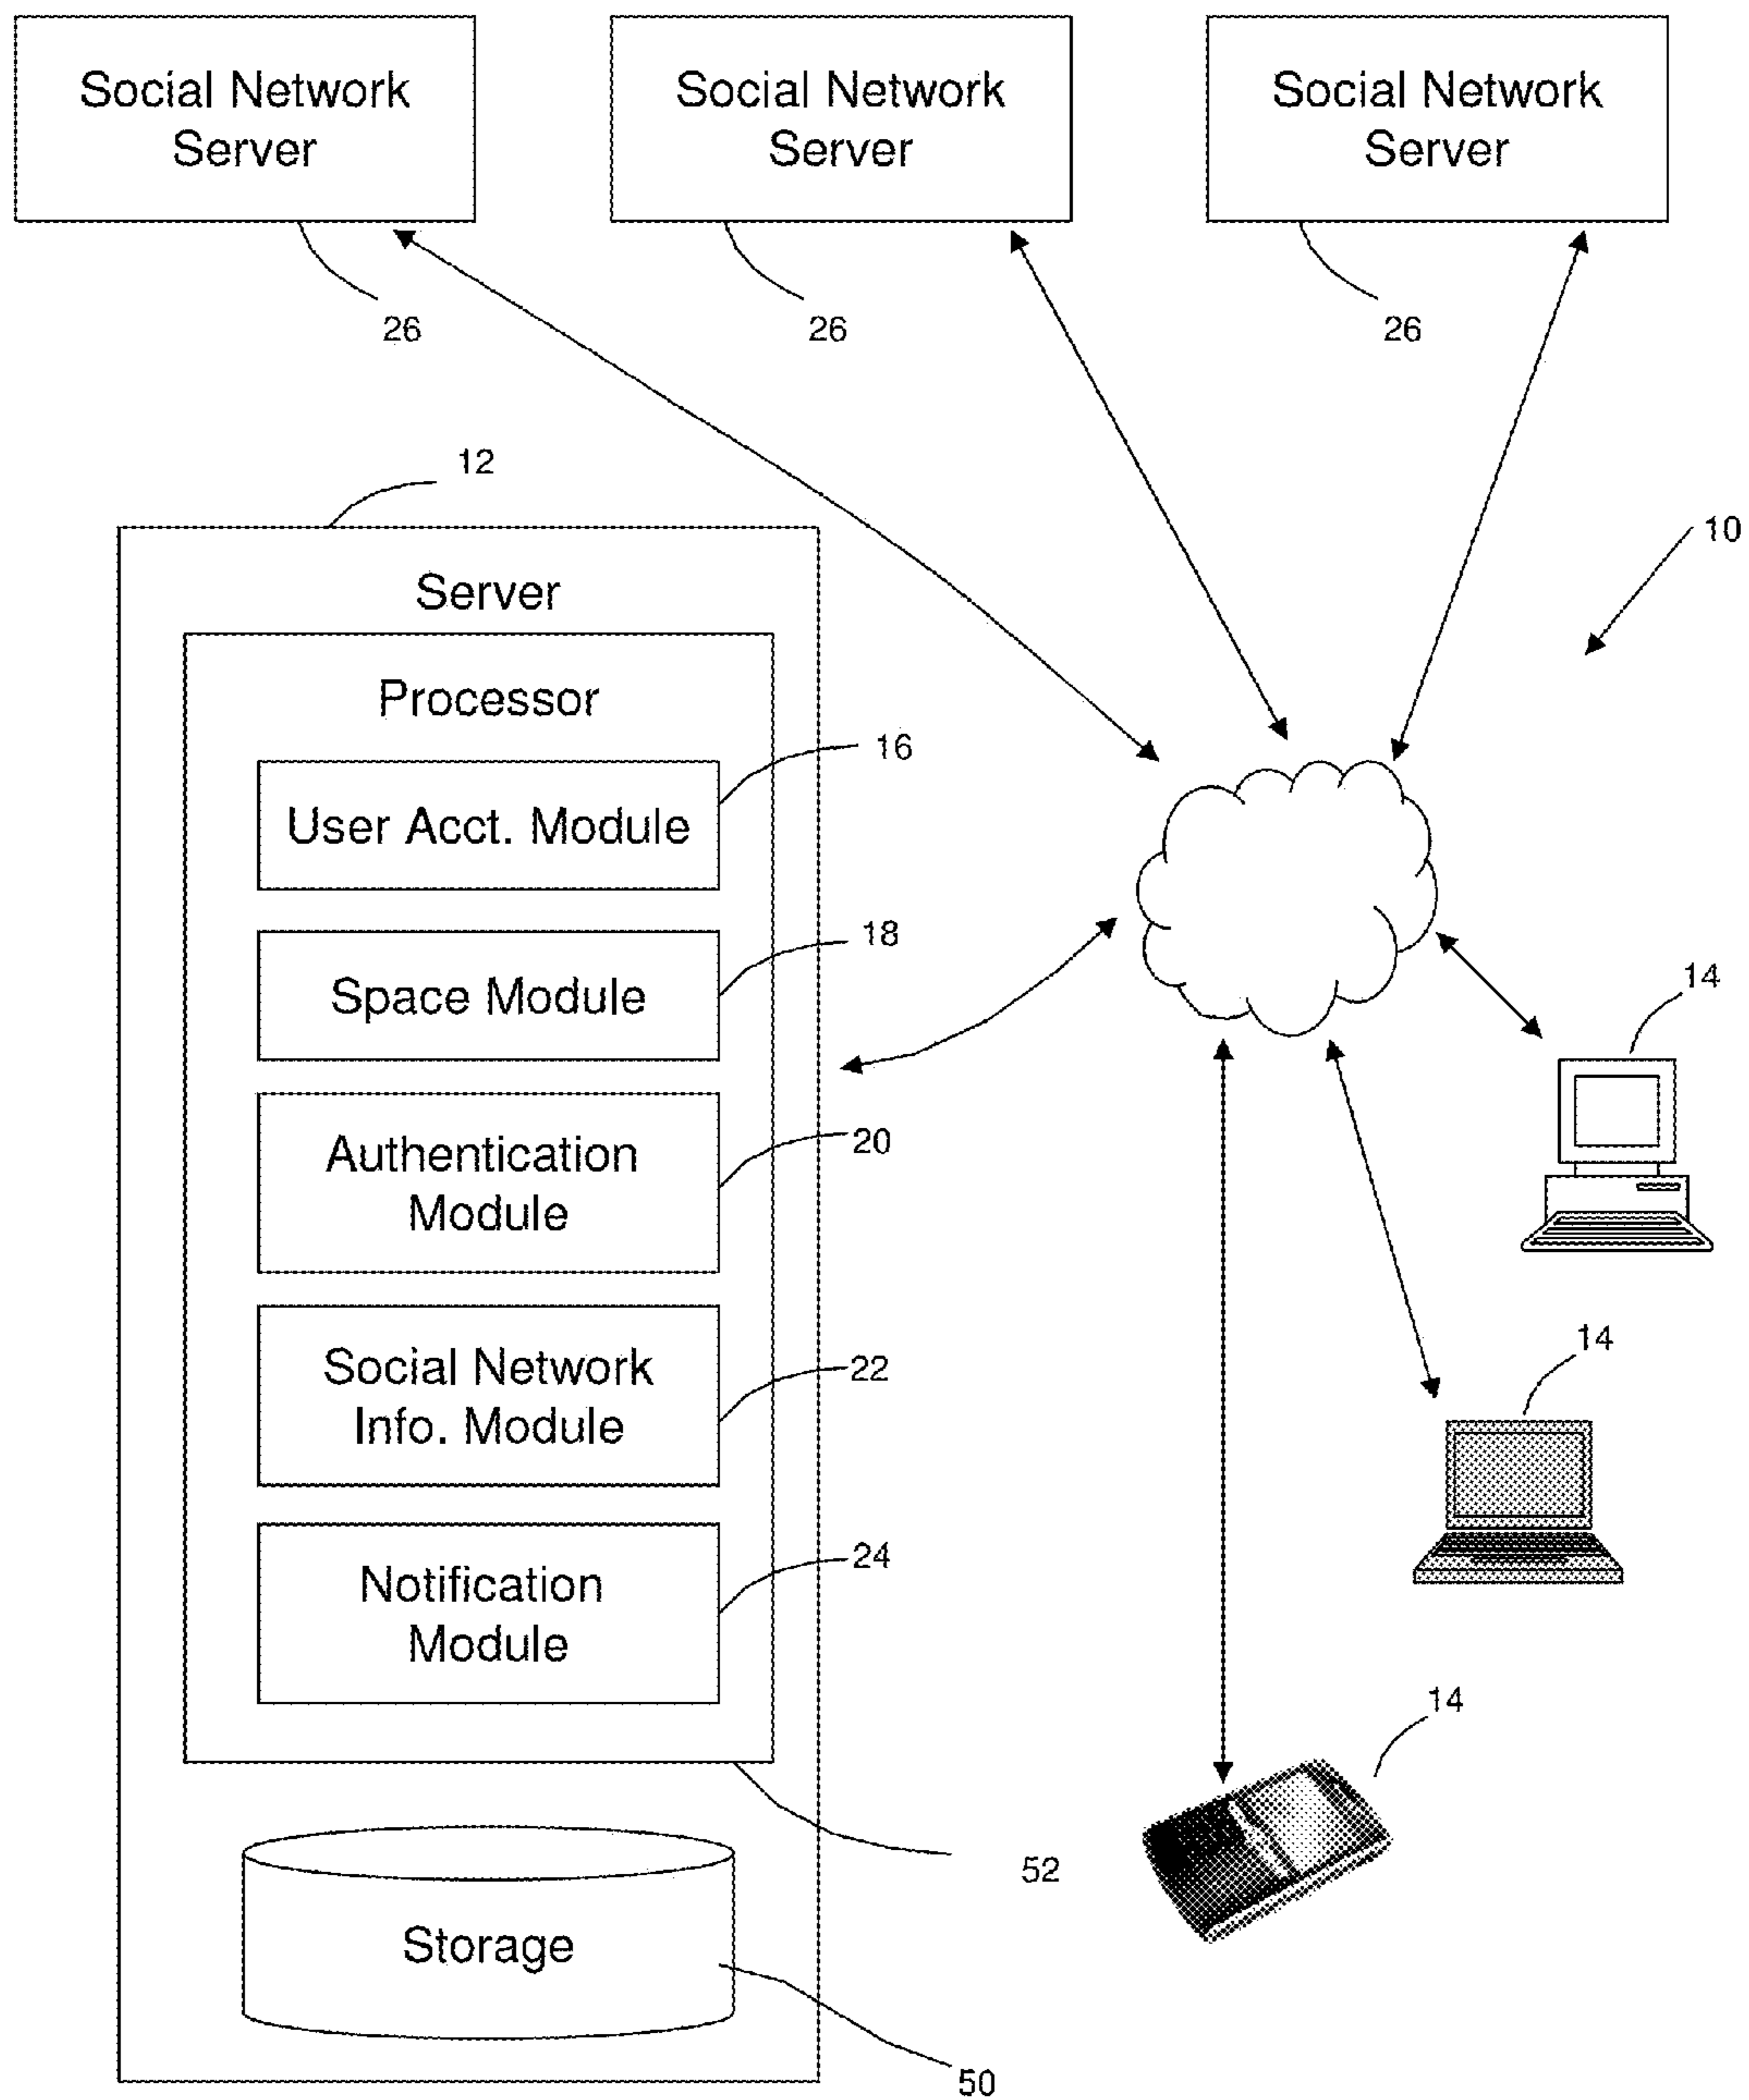 Social Network
Server
Social Network
Server
Social Network
Server
26
26
26
12
10
Server
Processor
16
User Acct. Module
18
Space Module
14
20
Authentication
Module
14
22
Social Network
Info. Module
24
Notification
Module
14
52
Storage
50